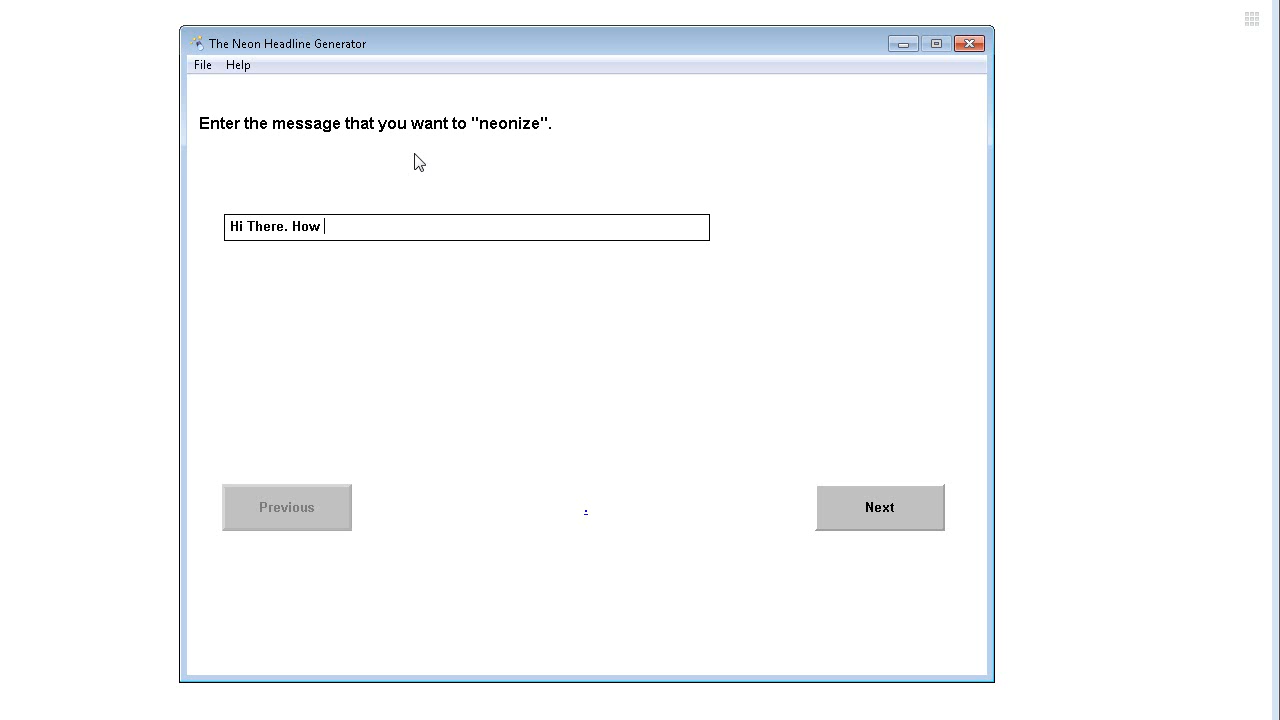 The Neon Headline Generator
File Help
Enter the message that you want to "neonize".
Hi There. How
Previous
.
Next